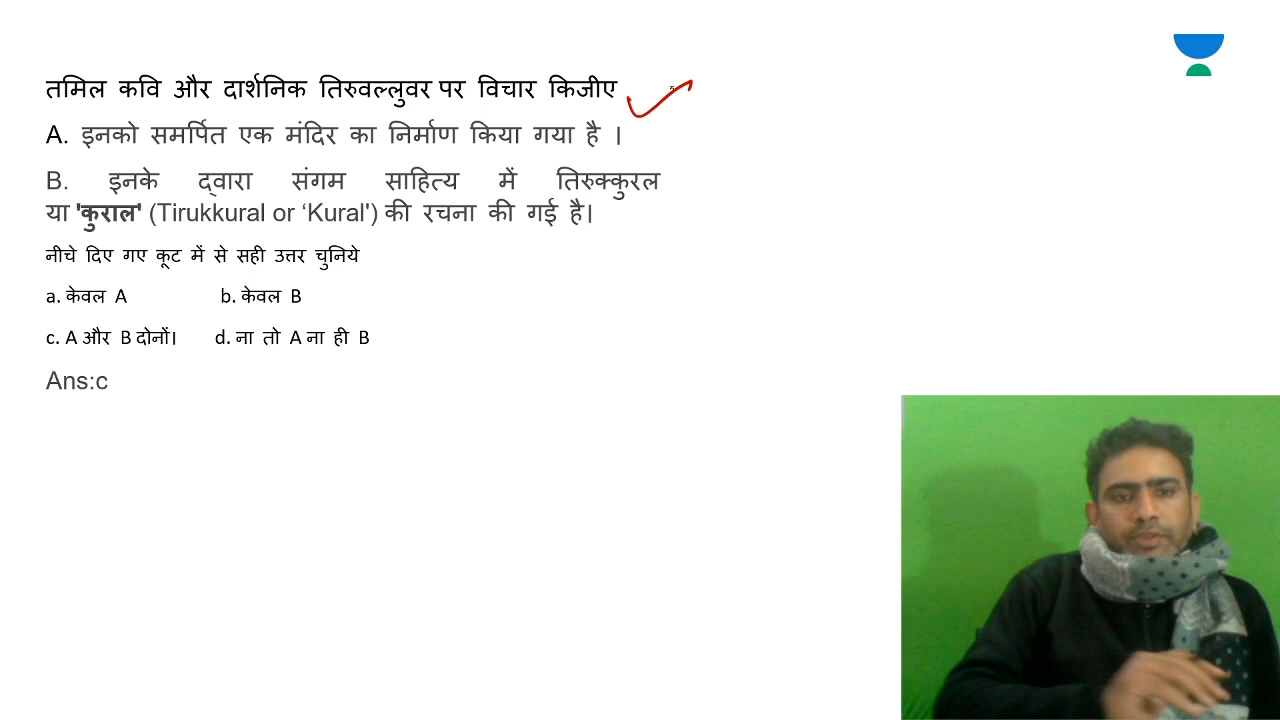 तमिल कवि और दार्शनिक तिरुवल्लुवर पर विचार किजीए
A. इनको समर्पित एक मंदिर का निर्माण किया गया है ।
B. इनके द्वारा संगम साहित्य में तिरुक्कुरल
या 'कुराल' (Tirukkural or ‘Kural') की रचना की गई है।
नीचे दिए गए कूट में से सही उत्तर चुनिये
a. केवल A b. केवल B
c. A और B दोनों। d. ना तो A ना ही B
Ans:c